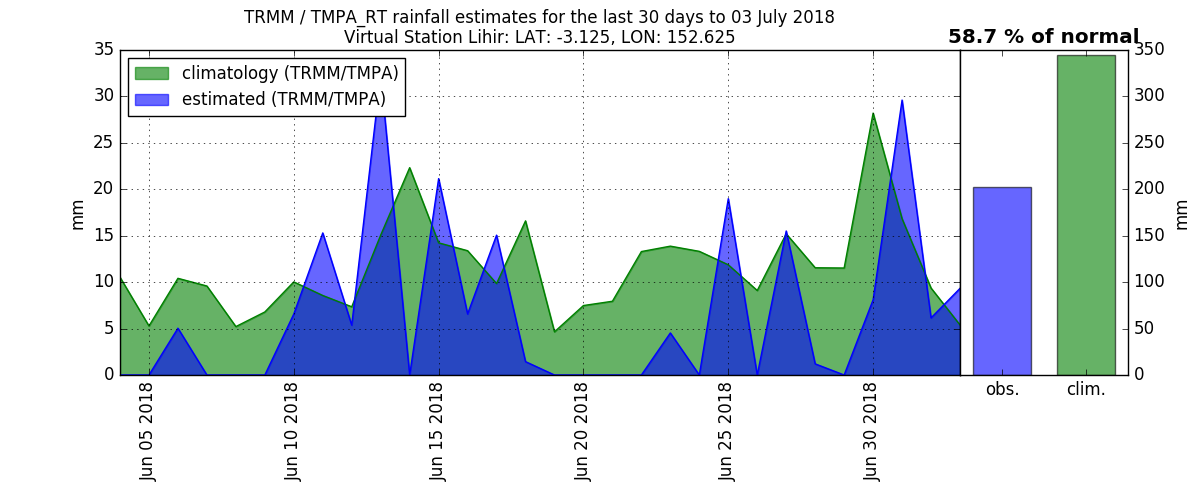 TRMM / TMPA_RT rainfall estimates for the last 30 days to 03 July 2018
Virtual Station Lihir: LAT: -3.125, LON: 152.625
58.7 % of normal
climatology (TRMM/TMPA)
estimated (TRMM/TMPA)
mm
35
30
25
20
15
10
5
0
Jun 05 2018
Jun 10 2018
Jun 15 2018
Jun 20 2018
Jun 25 2018
Jun 30 2018
obs.
clim.
350
300
250
200
150
100
50
0
mm